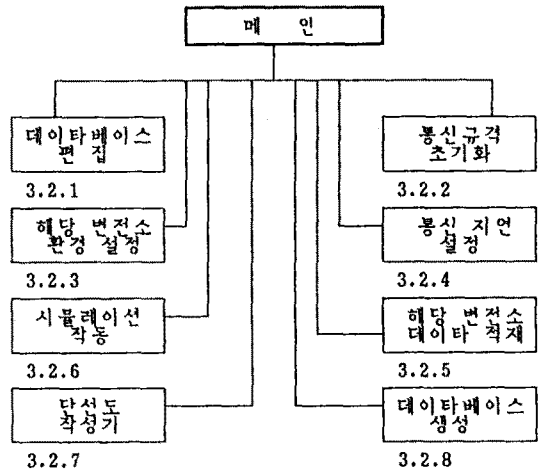 메 인
데이타베이스
편 집
3.2.1
통신규격
초기화
3.2.2
해당 변전소
환경 설정
3.2.3
통신 지연
설정
3.2.4
시뮬레이션
작동
3.2.6
해당 변전소
데이타 적재
3.2.5
단선도
작성기
3.2.7
데이타베이스
생성
3.2.8